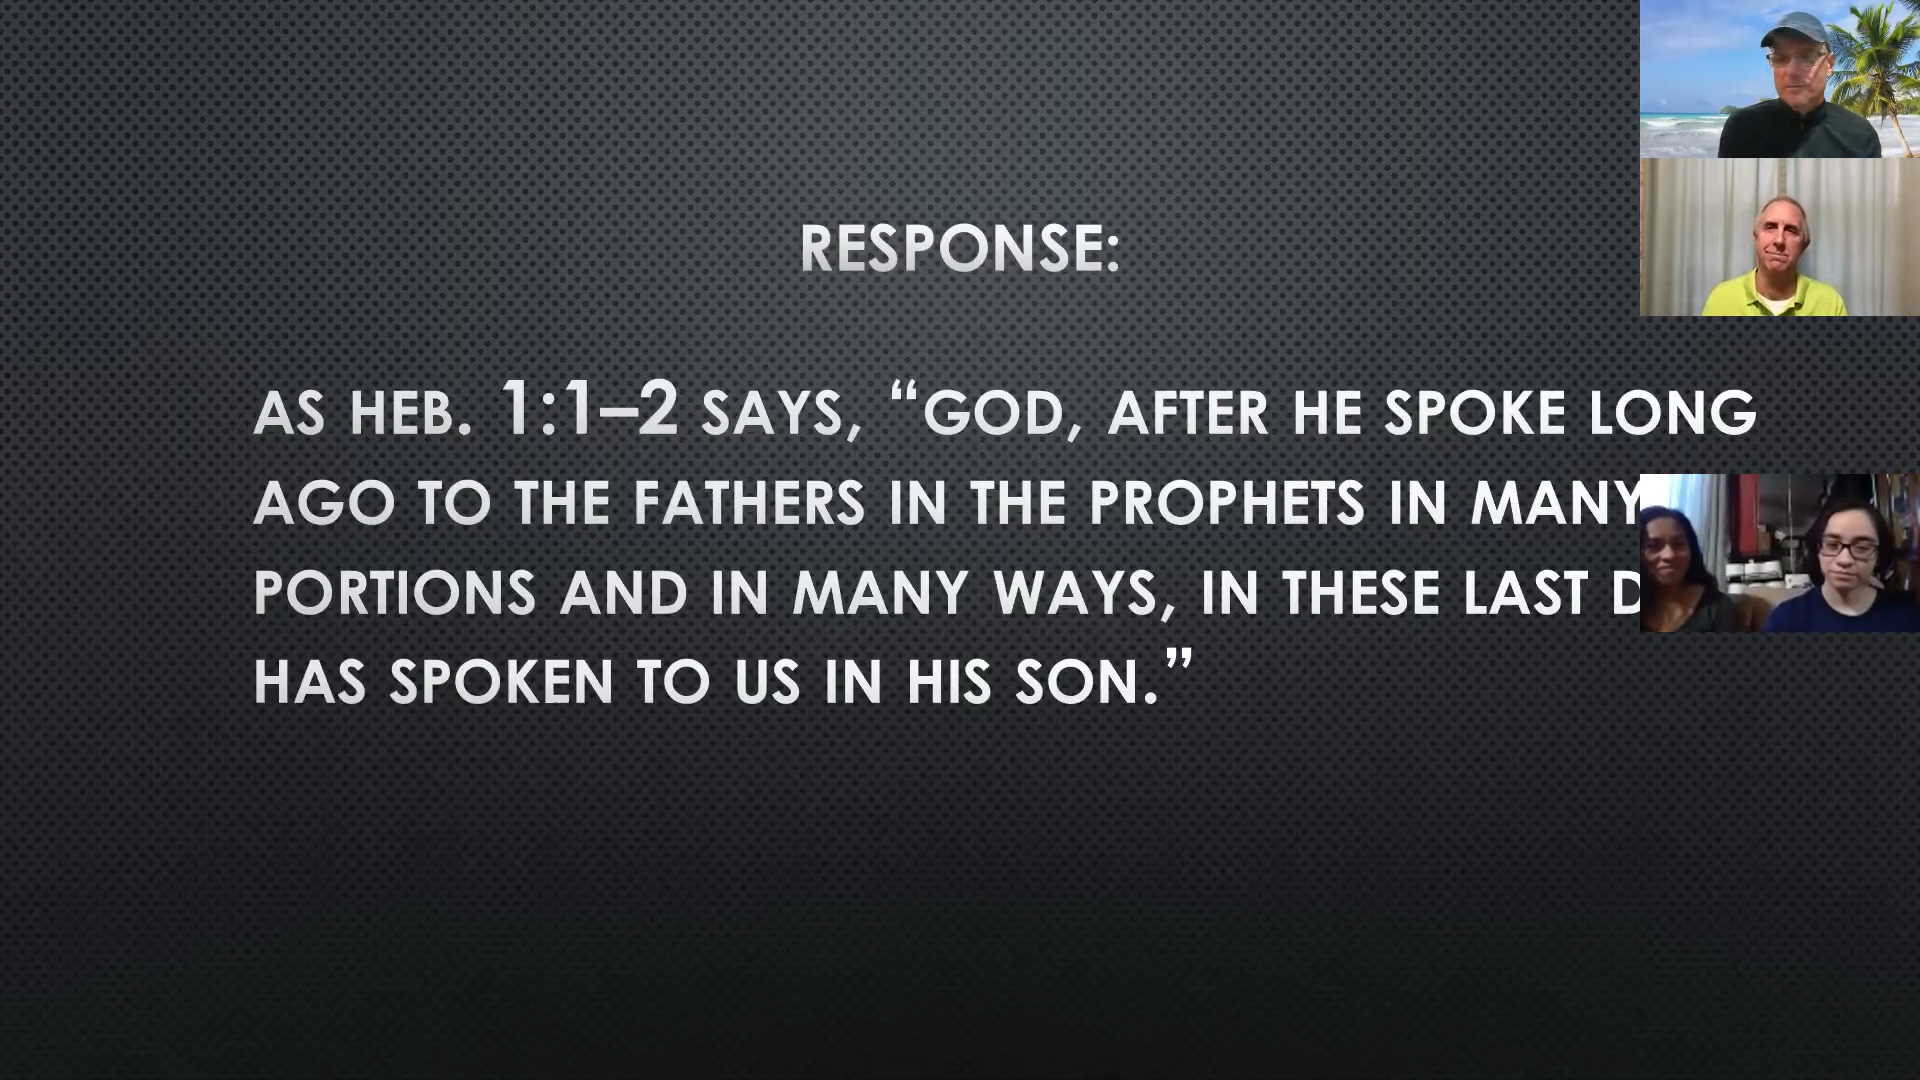 RESPONSE:
AS HEB. 1:1–2 SAYS, “GOD, AFTER HE SPOKE LONG
AGO TO THE FATHERS IN THE PROPHETS IN MANY
PORTIONS AND IN MANY WAYS, IN THESE LAST
HAS SPOKEN TO US IN HIS SON.”